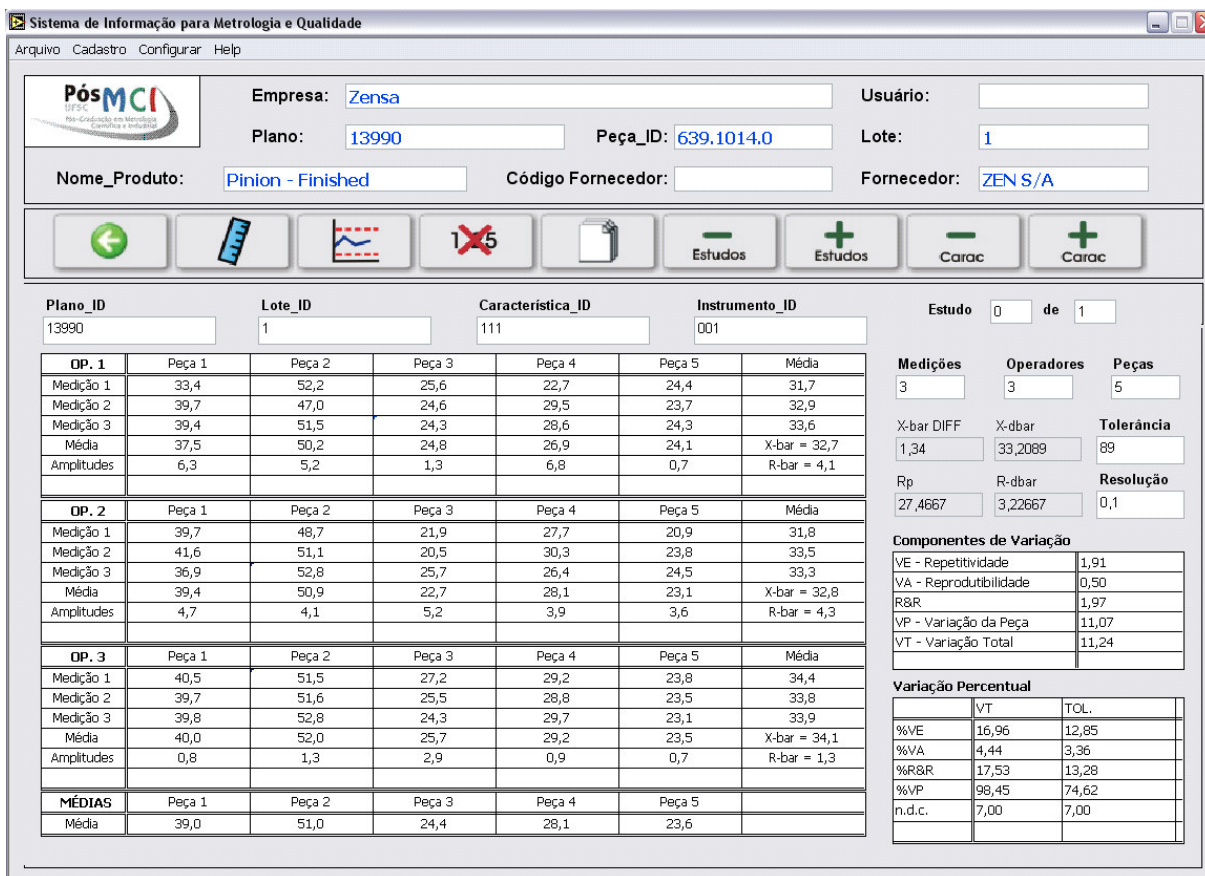 Sistema de Informação para Metrologia e Qualidade
Arquivo Cadastro Configurar Help
PósMCI
UFSC
Pós-Graduação em Metrologia
Científica e Industrial
Empresa: Zensa Usuário:
Plano: 13990 Peça_ID: 639.1014.0 Lote: 1
Nome_Produto: Pinion - Finished Código Fornecedor: Fornecedor: ZEN S/A
1 5
Estudos Estudos Carac Carac
Plano_ID Lote_ID Característica_ID Instrumento_ID Estudo 0 de 1
13990 1 111 001
OP. 1 Peça 1 Peça 2 Peça 3 Peça 4 Peça 5 Média
Medição 1 33,4 52,2 25,6 22,7 24,4 31,7
Medição 2 39,7 47,0 24,6 29,5 23,7 32,9
Medição 3 39,4 51,5 24,3 28,6 24,3 33,6
Média 37,5 50,2 24,8 26,9 24,1 X-bar = 32,7
Amplitudes 6,3 5,2 1,3 6,8 0,7 R-bar = 4,1
OP. 2 Peça 1 Peça 2 Peça 3 Peça 4 Peça 5 Média
Medição 1 39,7 48,7 21,9 27,7 20,9 31,8
Medição 2 41,6 51,1 20,5 30,3 23,8 33,5
Medição 3 36,9 52,8 25,7 26,4 24,5 33,3
Média 39,4 50,9 22,7 28,1 23,1 X-bar = 32,8
Amplitudes 4,7 4,1 5,2 3,9 3,6 R-bar = 4,3
OP. 3 Peça 1 Peça 2 Peça 3 Peça 4 Peça 5 Média
Medição 1 40,5 51,5 27,2 29,2 23,8 34,4
Medição 2 39,7 51,6 25,5 28,8 23,5 33,8
Medição 3 39,8 52,8 24,3 29,7 23,1 33,9
Média 40,0 52,0 25,7 29,2 23,5 X-bar = 34,1
Amplitudes 0,8 1,3 2,9 0,9 0,7 R-bar = 1,3
MÉDIAS Peça 1 Peça 2 Peça 3 Peça 4 Peça 5
Média 39,0 51,0 24,4 28,1 23,6
Medições Operadores Peças
3 3 5
X-bar DIFF X-dbar Tolerância
1,34 33,2089 89
Rp R-dbar Resolução
27,4667 3,22667 0,1
Componentes de Variação
VE - Repetitividade 1,91
VA - Reprodutibilidade 0,50
R&R 1,97
VP - Variação da Peça 11,07
VT - Variação Total 11,24
Variação Percentual
VT TOL.
%VE 16,96 12,85
%VA 4,44 3,36
%R&R 17,53 13,28
%VP 98,45 74,62
n.d.c. 7,00 7,00